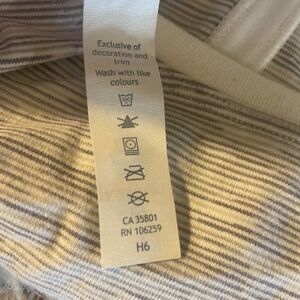 Exclusive of
decoration and
trim
Wash with like
colours
CA 35801
RN 106259
H6